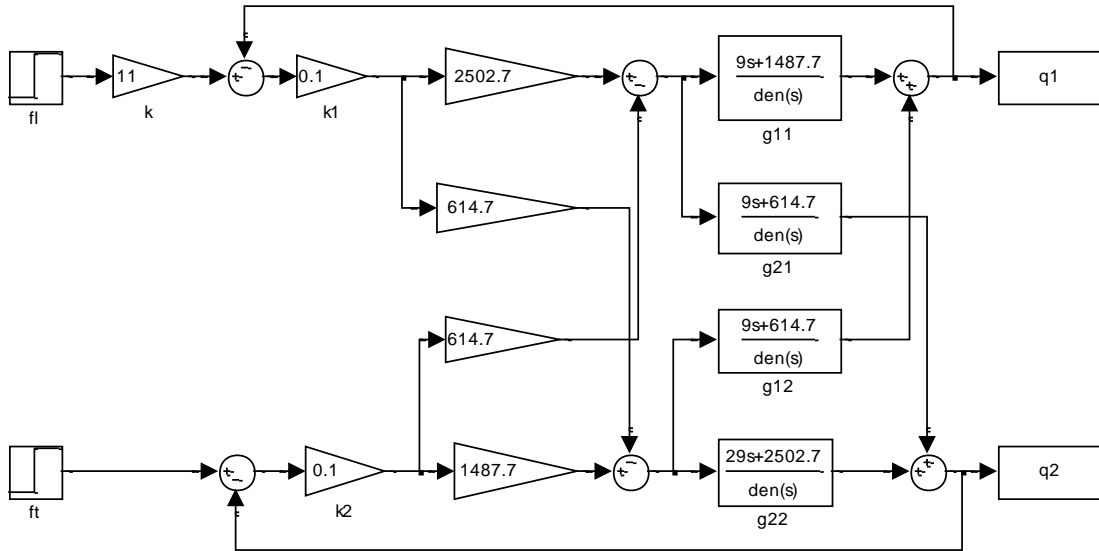 11
0.1
2502.7
9s+1487.7
den(s)
q1
fl
k
k1
g11
614.7
9s+614.7
den(s)
g21
614.7
9s+614.7
den(s)
g12
0.1
1487.7
29s+2502.7
den(s)
q2
ft
k2
g22